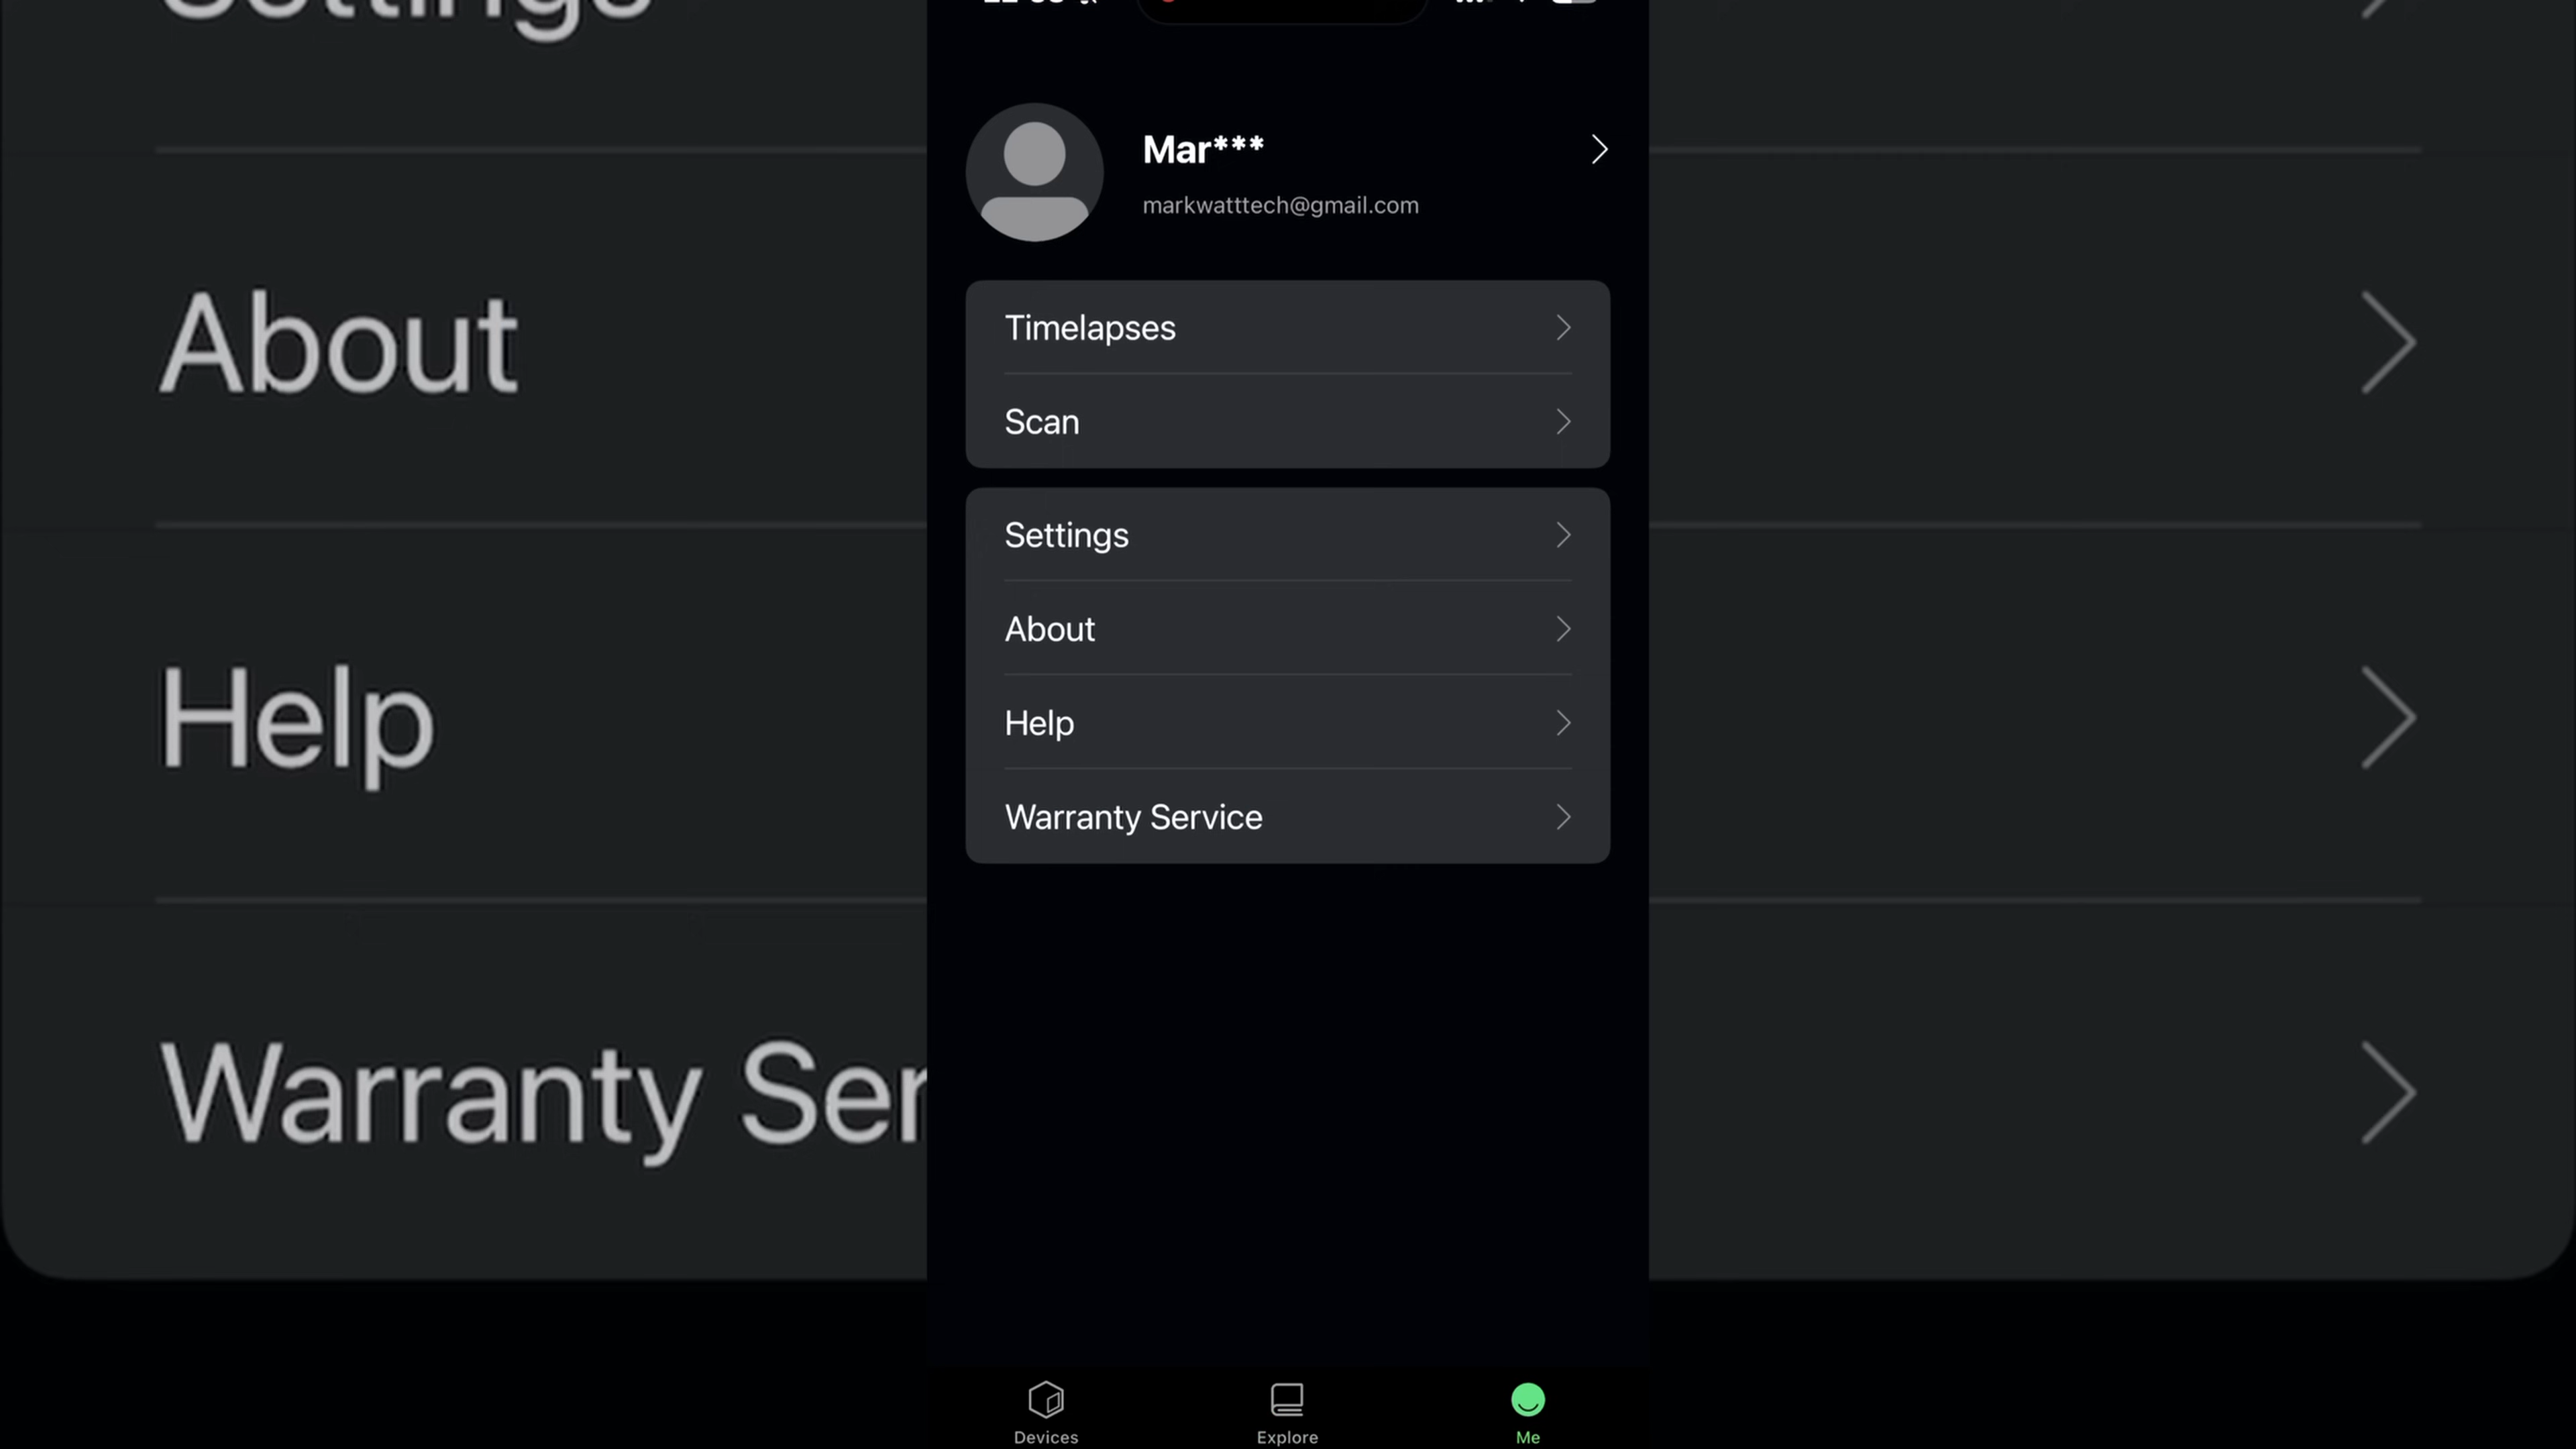 Settings
About
Help
Warranty Ser
Mar***
markwatttech@gmail.com
Timelapses
Scan
Settings
About
Help
Warranty Service
Devices
Explore
Me